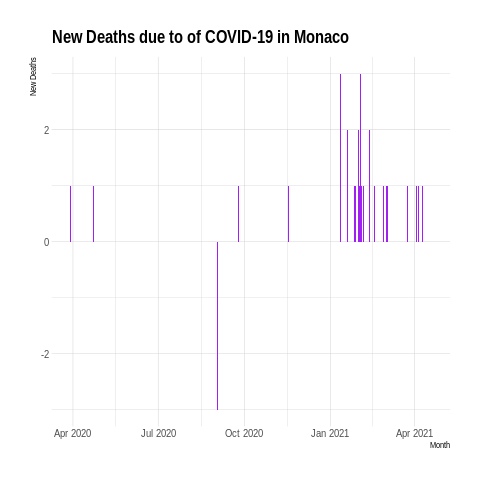 New Deaths due to of COVID-19 in Monaco
New Deaths
2
0
-2
Apr 2020 Jul 2020 Oct 2020 Jan 2021 Apr 2021
Month